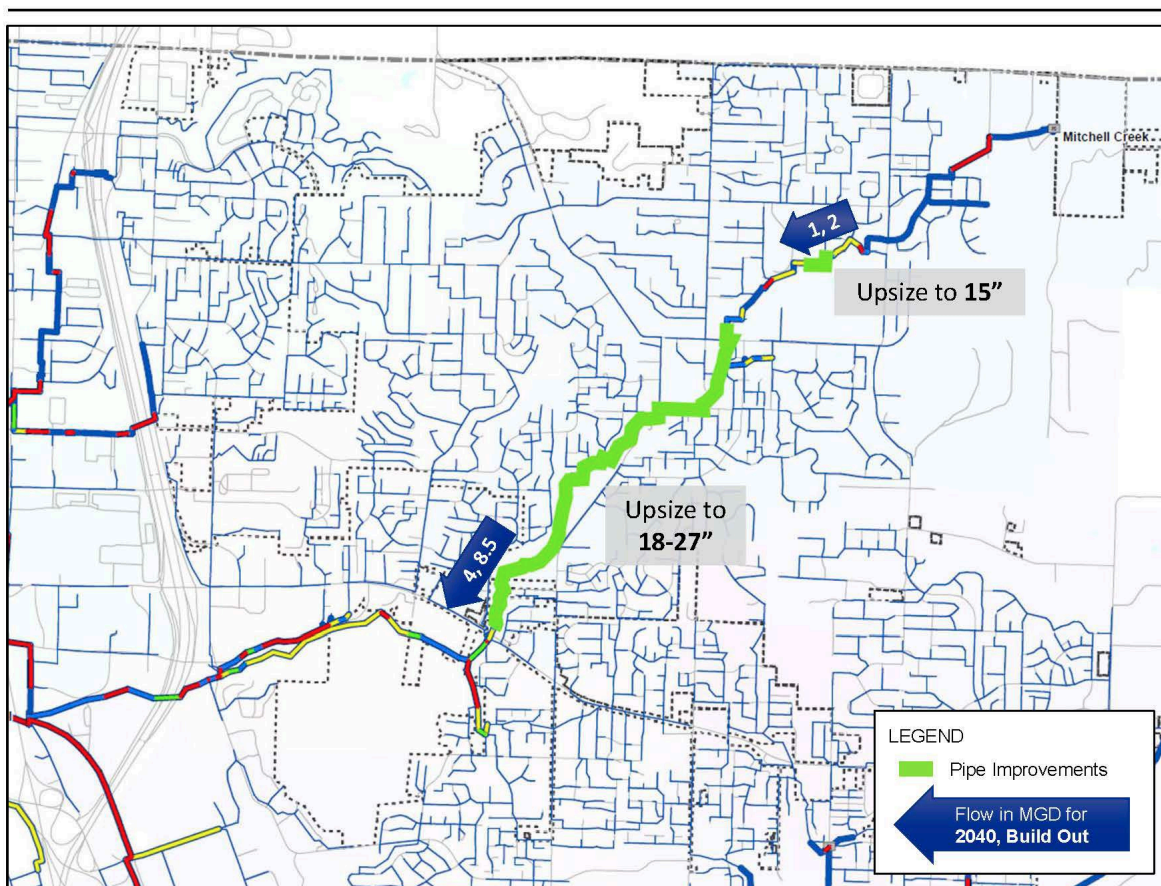 Mitchell Creek
1, 2
Upsize to 15”
Upsize to
18-27”
4, 8.5
LEGEND
Pipe Improvements
Flow in MGD for
2040, Build Out